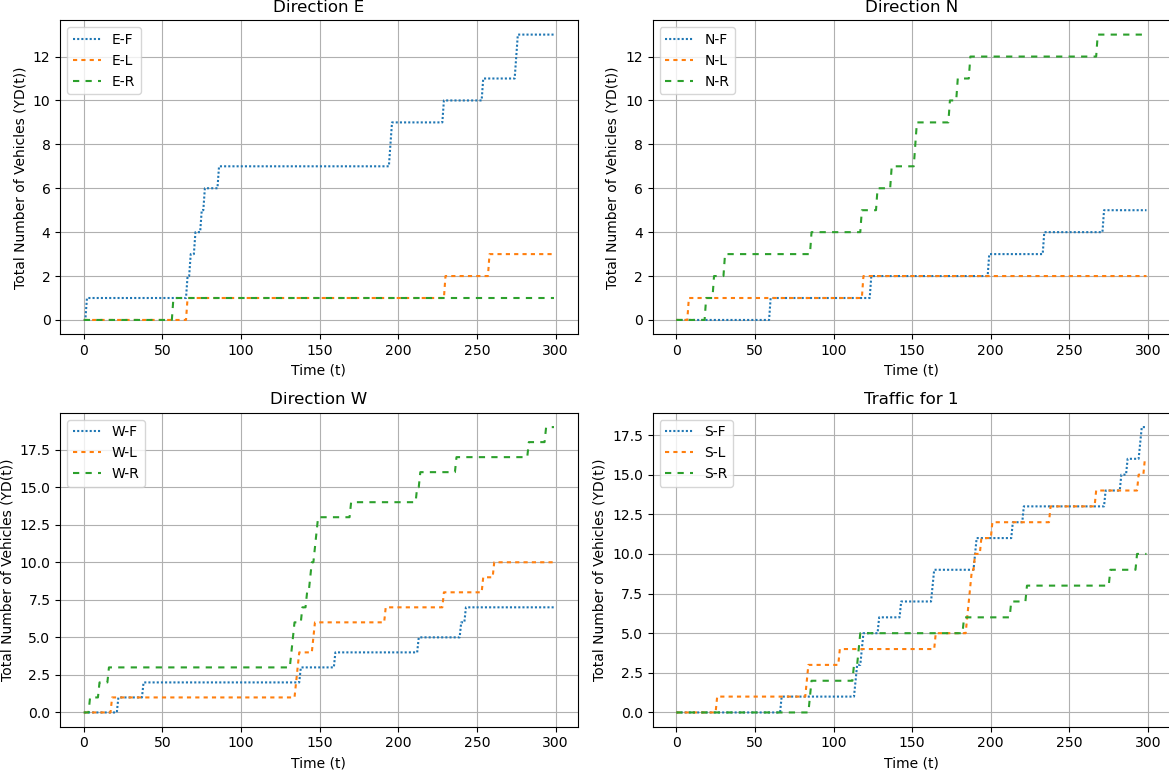 Direction E
Total Number of Vehicles (YD(t))
12
10
8
6
4
2
0
E-F
E-L
E-R
0 50 100 150 200 250 300
Time (t)
Direction N
Total Number of Vehicles (YD(t))
12
10
8
6
4
2
0
N-F
N-L
N-R
0 50 100 150 200 250 300
Time (t)
Direction W
Total Number of Vehicles (YD(t))
17.5
15.0
12.5
10.0
7.5
5.0
2.5
0.0
W-F
W-L
W-R
0 50 100 150 200 250 300
Time (t)
Traffic for 1
Total Number of Vehicles (YD(t))
17.5
15.0
12.5
10.0
7.5
5.0
2.5
0.0
S-F
S-L
S-R
0 50 100 150 200 250 300
Time (t)